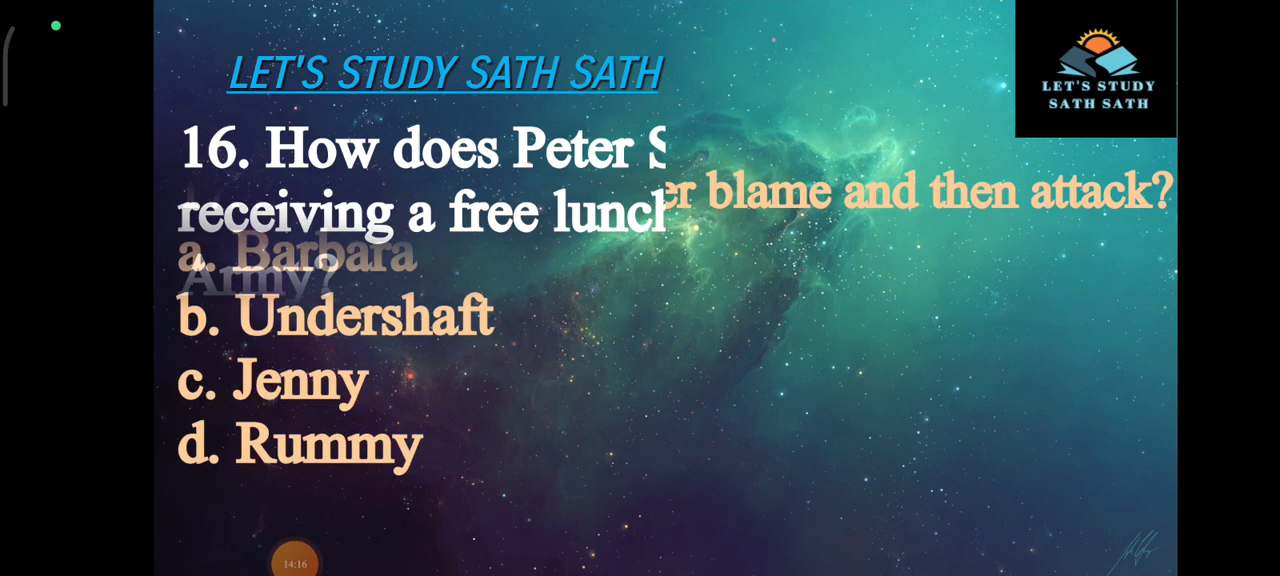 LET'S STUDY SATH SATH
LET'S STUDY
SATH SATH
16. How does Peter S
er blame and then attack?
receiving a free lunch
a. Barbara
Army?
b. Undershaft
c. Jenny
d. Rummy
14:16